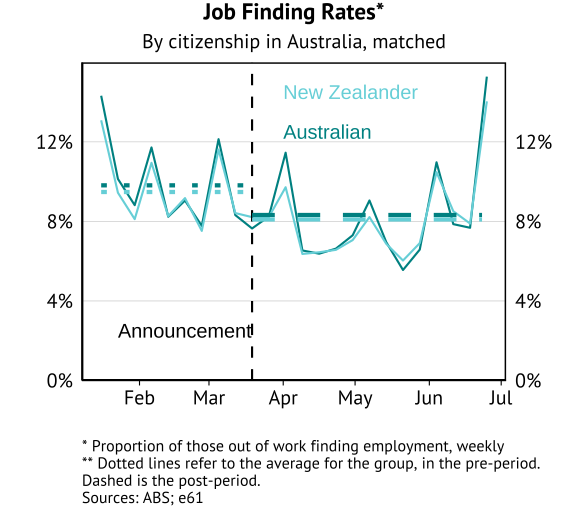 Job Finding Rates*
By citizenship in Australia, matched
New Zealander
Australian
12% 12%
8% 8%
4% 4%
Announcement
0% 0%
Feb Mar Apr May Jun Jul
* Proportion of those out of work finding employment, weekly
** Dotted lines refer to the average for the group, in the pre-period.
Dashed is the post-period.
Sources: ABS; e61